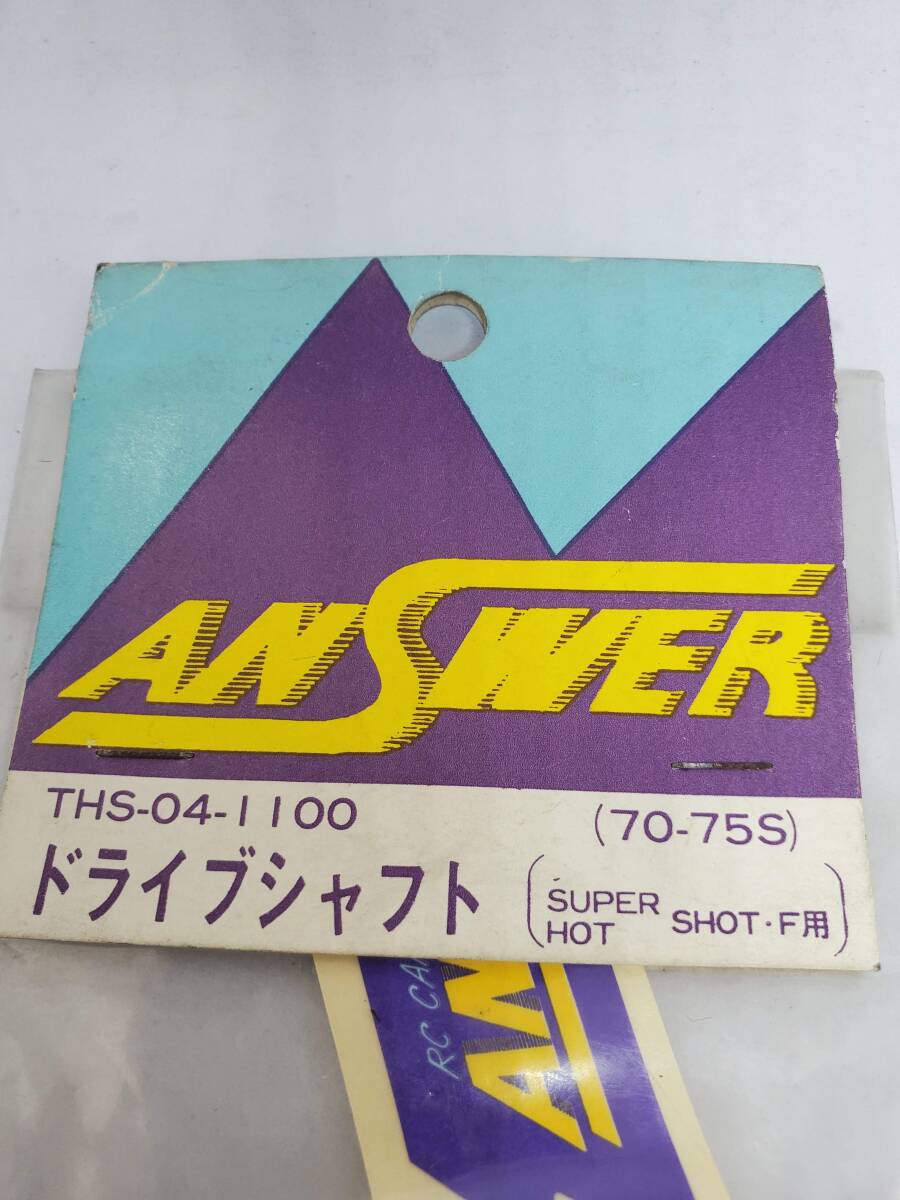 ANSWER
THS-04-1100 (70-75S)
ドライブシャフト (SUPER HOT SHOT・F用)
RC CA
AN